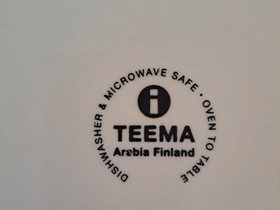 DISHWASHER & MICROWAVE SAFE • OVEN TO TABLE
i
TEEMA
Arabia Finland